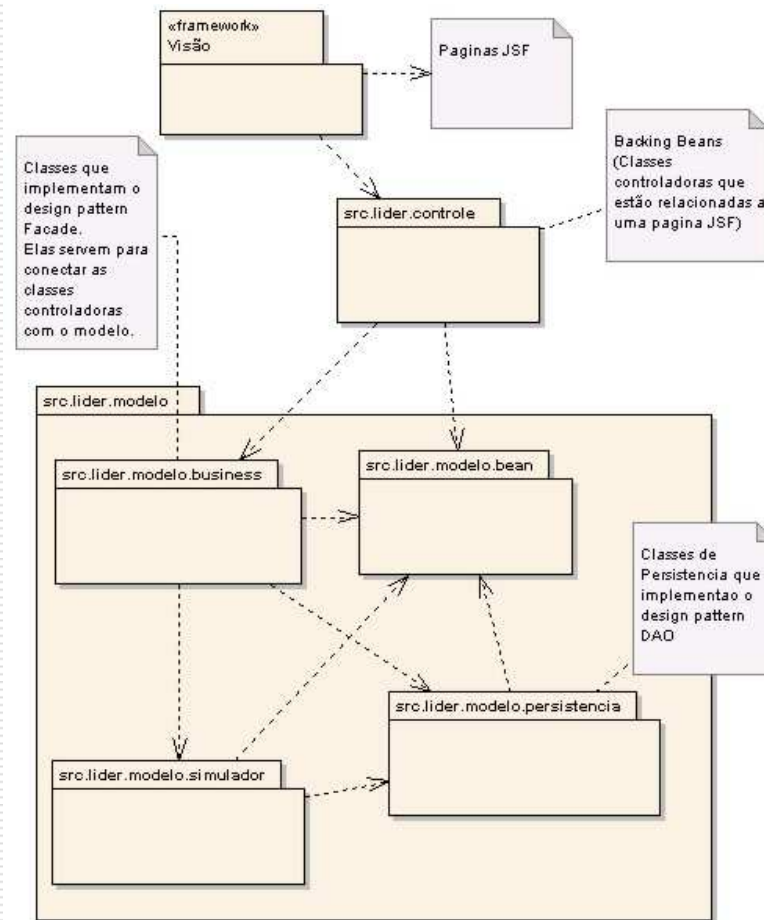 «framework»
Visão
Paginas JSF
Backing Beans
(Classes
controladoras que
estão relacionadas a
uma pagina JSF)
Classes que
implementam o
design pattern
Facade.
Elas servem para
conectar as
classes
controladoras
com o modelo.
src.lider.controle
src.lider.modelo
src.lider.modelo.business
src.lider.modelo.bean
Classes de
Persistencia que
implementao o
design pattern
DAO
src.lider.modelo.persistencia
src.lider.modelo.simulador